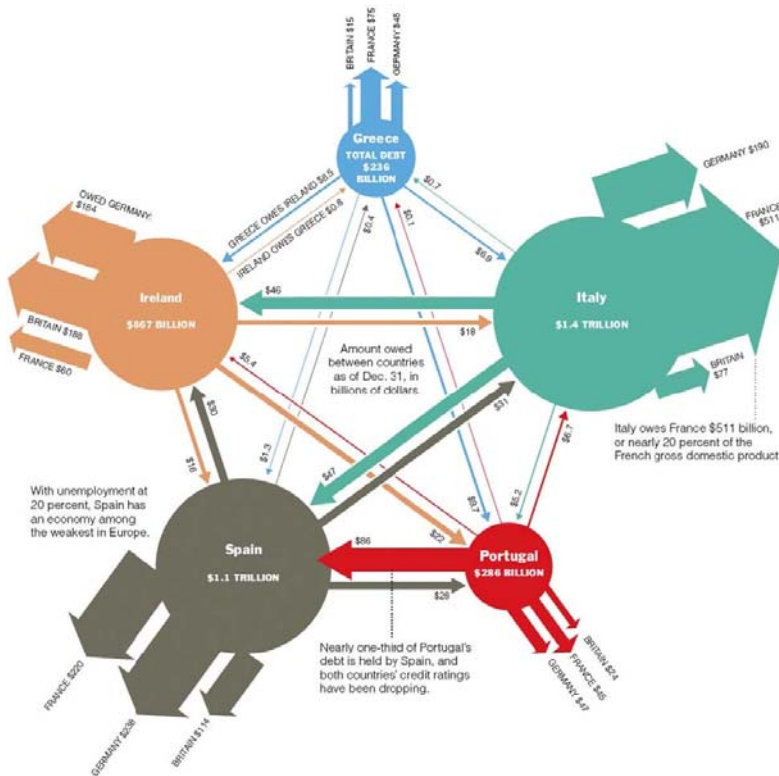 BRITAIN $15
FRANCE $75
GERMANY $45
Greece
TOTAL DEBT
$236
BILLION
GREECE OWES IRELAND $8.5
IRELAND OWES GREECE $0.8
$0.4
$0.1
$0.7
$6.9
GERMANY $190
FRANCE
$511
OWED GERMANY:
$184
Ireland
$867 BILLION
BRITAIN $188
FRANCE $60
$46
$18
Italy
$1.4 TRILLION
BRITAIN
$77
Amount owed
between countries
as of Dec. 31, in
billions of dollars.
$5.4
$31
$6.7
$5.2
Italy owes France $511 billion,
or nearly 20 percent of the
French gross domestic product
$30
$16
$1.3
$47
$22
$9.7
With unemployment at
20 percent, Spain has
an economy among
the weakest in Europe.
Spain
$1.1 TRILLION
$86
$28
Portugal
$286 BILLION
Nearly one-third of Portugal's
debt is held by Spain, and
both countries' credit ratings
have been dropping.
BRITAIN $24
FRANCE $45
GERMANY $47
FRANCE $220
GERMANY $238
BRITAIN $114